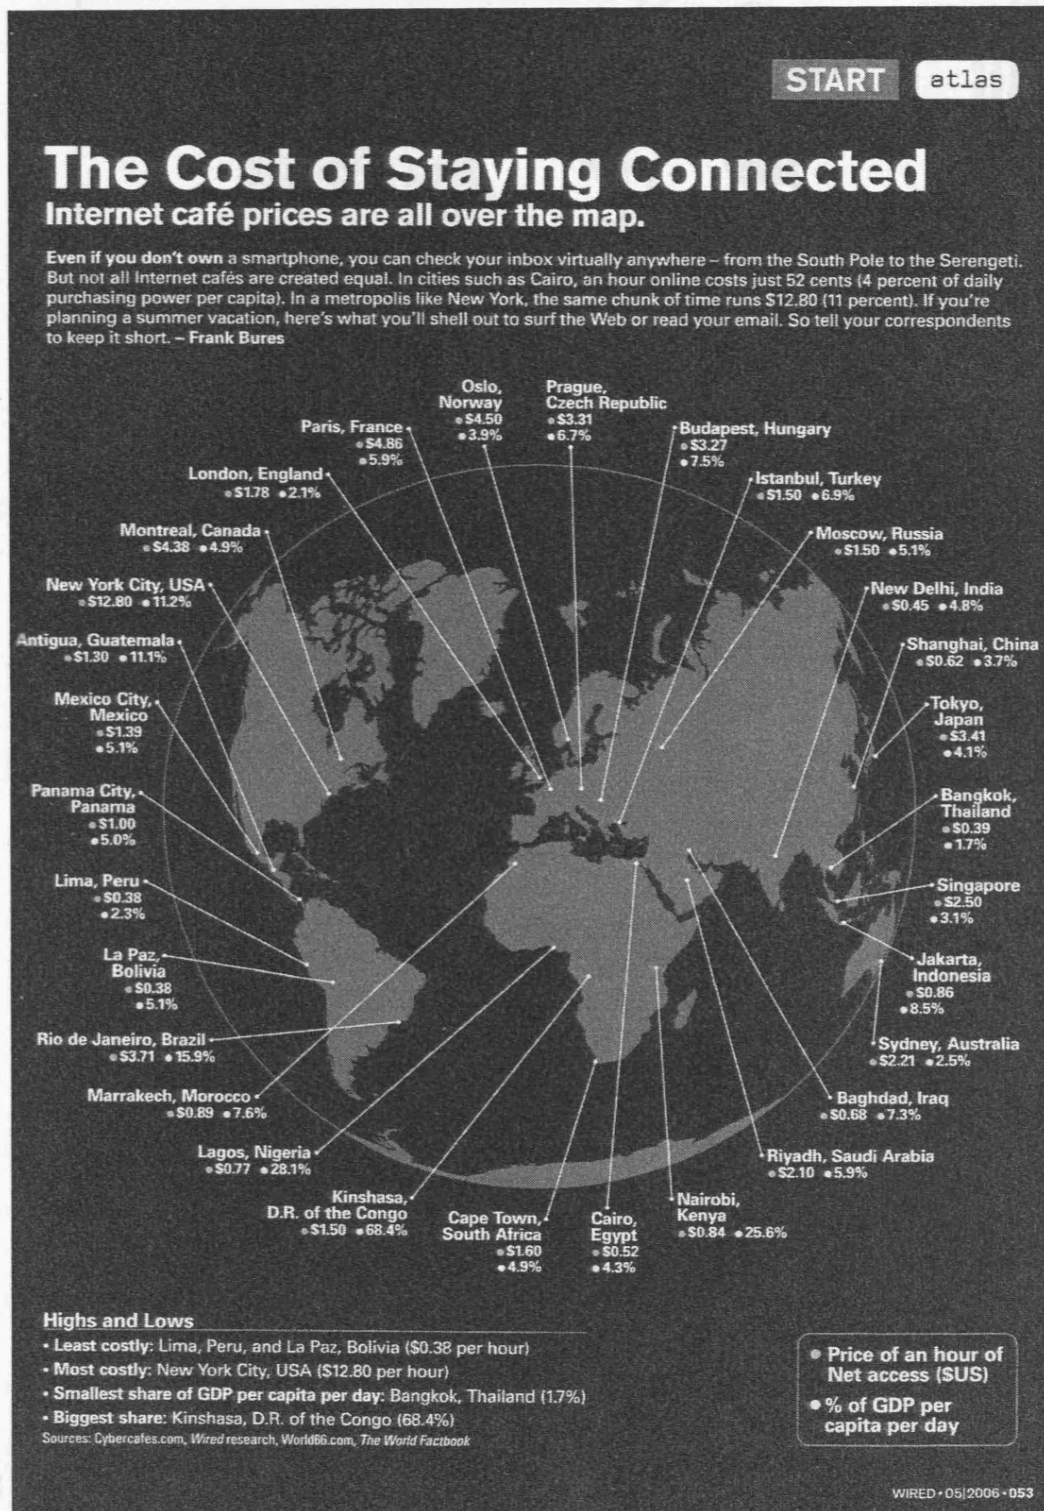 START
atlas
The Cost of Staying Connected
Internet café prices are all over the map.
Even if you don't own a smartphone, you can check your inbox virtually anywhere – from the South Pole to the Serengeti.
But not all Internet cafés are created equal. In cities such as Cairo, an hour online costs just 52 cents (4 percent of daily
purchasing power per capita). In a metropolis like New York, the same chunk of time runs $12.80 (11 percent). If you're
planning a summer vacation, here's what you'll shell out to surf the Web or read your email. So tell your correspondents
to keep it short. – Frank Bures
Oslo,
Norway
$4.50
3.9%
Prague,
Czech Republic
$3.31
6.7%
Paris, France
$4.86
5.9%
Budapest, Hungary
$3.27
7.5%
London, England
$1.78 2.1%
Istanbul, Turkey
$1.50 6.9%
Montreal, Canada
$4.38 4.9%
Moscow, Russia
$1.50 5.1%
New York City, USA
$12.80 11.2%
New Delhi, India
$0.45 4.8%
Antigua, Guatemala
$1.30 11.1%
Shanghai, China
$0.62 3.7%
Mexico City,
Mexico
$1.39
5.1%
Tokyo,
Japan
$3.41
4.1%
Panama City,
Panama
$1.00
5.0%
Bangkok,
Thailand
$0.39
1.7%
Lima, Peru
$0.38
2.3%
Singapore
$2.50
3.1%
La Paz,
Bolivia
$0.38
5.1%
Jakarta,
Indonesia
$0.86
8.5%
Rio de Janeiro, Brazil
$3.71 15.9%
Sydney, Australia
$2.21 2.5%
Marrakech, Morocco
$0.89 7.6%
Baghdad, Iraq
$0.68 7.3%
Lagos, Nigeria
$0.77 28.1%
Riyadh, Saudi Arabia
$2.10 5.9%
Kinshasa,
D.R. of the Congo
$1.50 68.4%
Cape Town,
South Africa
$1.60
4.9%
Cairo,
Egypt
$0.52
4.3%
Nairobi,
Kenya
$0.84 25.6%
Highs and Lows
• Least costly: Lima, Peru, and La Paz, Bolivia ($0.38 per hour)
• Most costly: New York City, USA ($12.80 per hour)
• Smallest share of GDP per capita per day: Bangkok, Thailand (1.7%)
• Biggest share: Kinshasa, D.R. of the Congo (68.4%)
Sources: Cybercafes.com, Wired research, World66.com, The World Factbook
• Price of an hour of
Net access ($US)
• % of GDP per
capita per day
WIRED • 05|2006 • 053